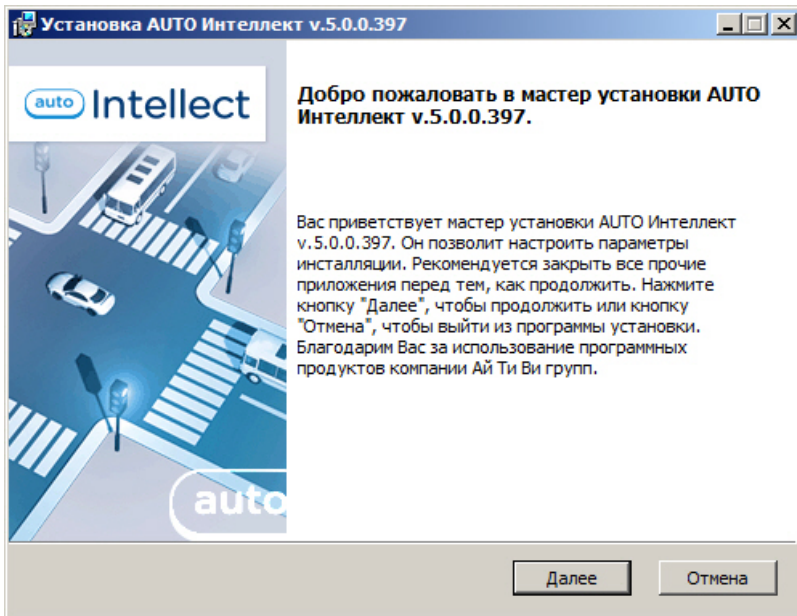 Установка AUTO Интеллект v.5.0.0.397
auto Intellect
Добро пожаловать в мастер установки AUTO
Интеллект v.5.0.0.397.
Вас приветствует мастер установки AUTO Интеллект
v.5.0.0.397. Он позволит настроить параметры
инсталляции. Рекомендуется закрыть все прочие
приложения перед тем, как продолжить. Нажмите
кнопку "Далее", чтобы продолжить или кнопку
"Отмена", чтобы выйти из программы установки.
Благодарим Вас за использование программных
продуктов компании Ай Ти Ви групп.
auto
Далее
Отмена